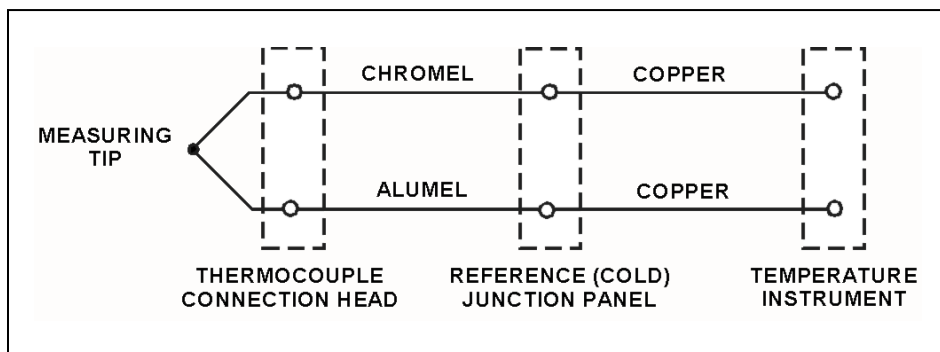 CHROMEL
COPPER
MEASURING
TIP
ALUMEL
COPPER
THERMOCOUPLE
CONNECTION HEAD
REFERENCE (COLD)
JUNCTION PANEL
TEMPERATURE
INSTRUMENT